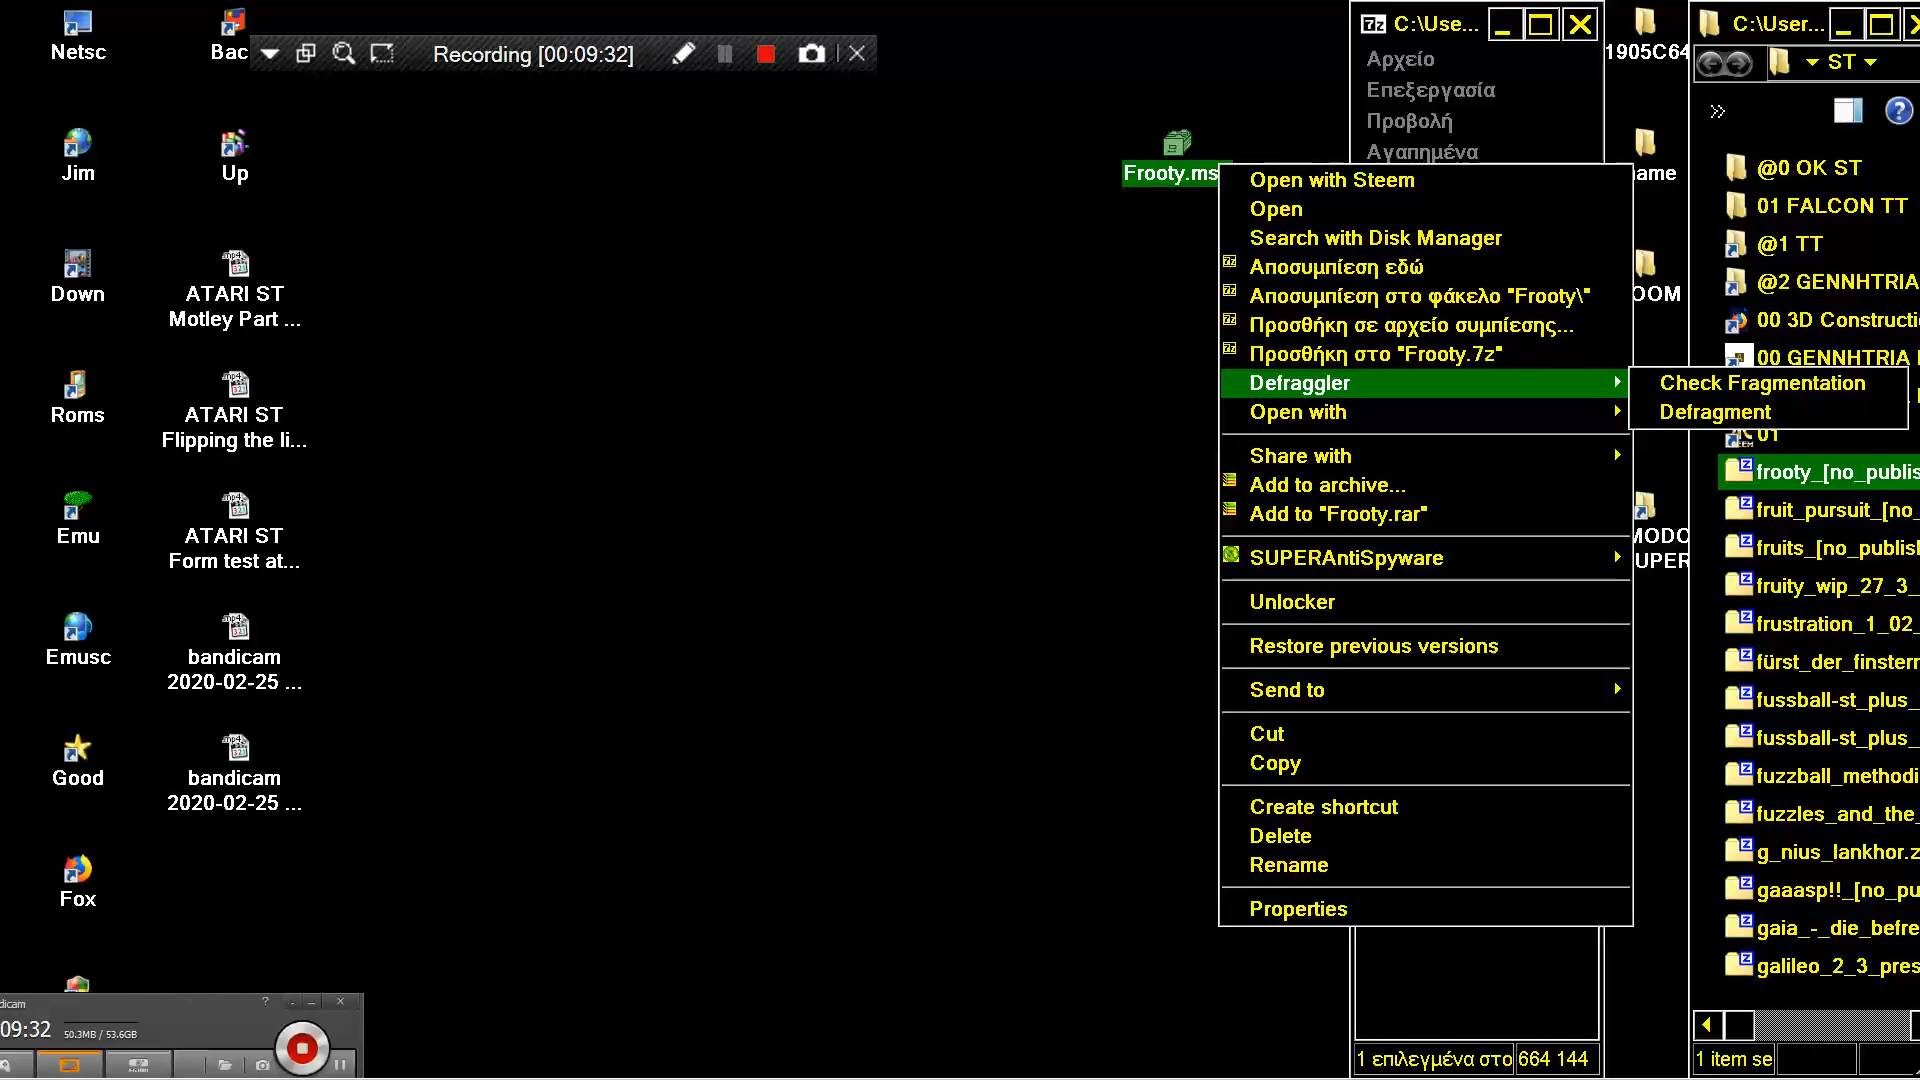 Netsc
Bac
Recording [00:09:32]
Jim
Up
Down
ATARI ST
Motley Part ...
Roms
ATARI ST
Flipping the li...
Emu
ATARI ST
Form test at...
Emusc
bandicam
2020-02-25 ...
Good
bandicam
2020-02-25 ...
Fox
Frooty.ms
7z C:\Use...
Αρχείο
Επεξεργασία
Προβολή
Αγαπημένα
Open with Steem
Open
Search with Disk Manager
Αποσυμπίεση εδώ
Αποσυμπίεση στο φάκελο "Frooty\"
Προσθήκη σε αρχείο συμπίεσης...
Προσθήκη στο "Frooty.7z"
Defraggler
Open with
Share with
Add to archive...
Add to "Frooty.rar"
SUPERAntiSpyware
Unlocker
Restore previous versions
Send to
Cut
Copy
Create shortcut
Delete
Rename
Properties
Check Fragmentation
Defragment
1 επιλεγμένα στο
664 144
1905C64
ame
OOM
MODO
UPER
C:\User...
ST
@0 OK ST
01 FALCON TT
@1 TT
@2 GENNHTRIA
00 3D Constructi
00 GENNHTRIA
01
frooty_[no_publis
fruit_pursuit_[no_
fruits_[no_publis
fruity_wip_27_3_
frustration_1_02_
fürst_der_finstern
fussball-st_plus_
fussball-st_plus_
fuzzball_methodi
fuzzles_and_the_
g_nius_lankhor.z
gaaasp!!_[no_pu
gaia_-_die_befre
galileo_2_3_pres
1 item se
dicam
09:32
50.3MB / 53.6GB